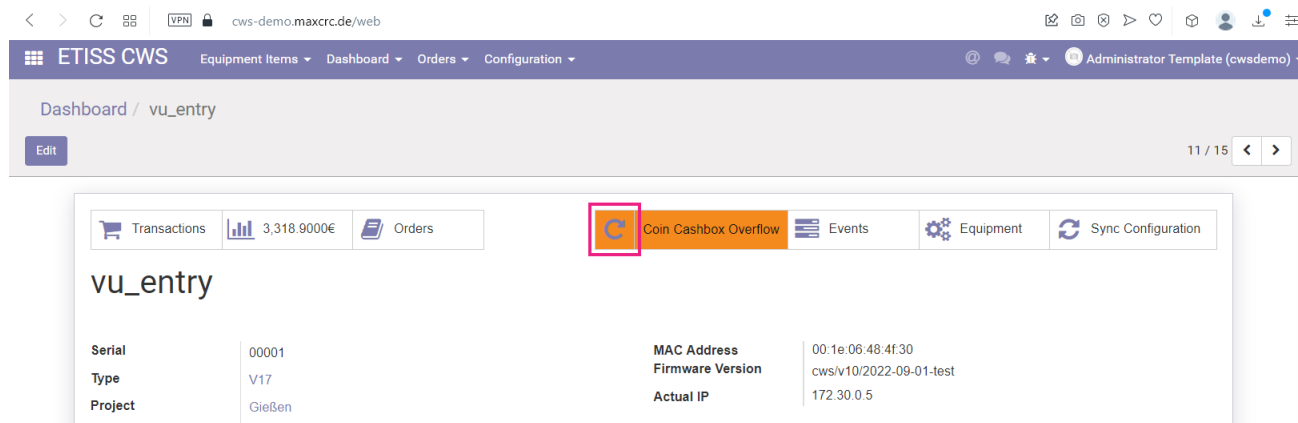 VPN cws-demo.maxcrc.de/web
ETISS CWS Equipment Items Dashboard Orders Configuration @ Administrator Template (cwsdemo)
Dashboard / vu_entry
Edit 11 / 15
Transactions 3,318.9000€ Orders Coin Cashbox Overflow Events Equipment Sync Configuration
vu_entry
Serial 00001 MAC Address 00:1e:06:48:4f:30
Firmware Version cws/v10/2022-09-01-test
Type V17
Actual IP 172.30.0.5
Project Gießen